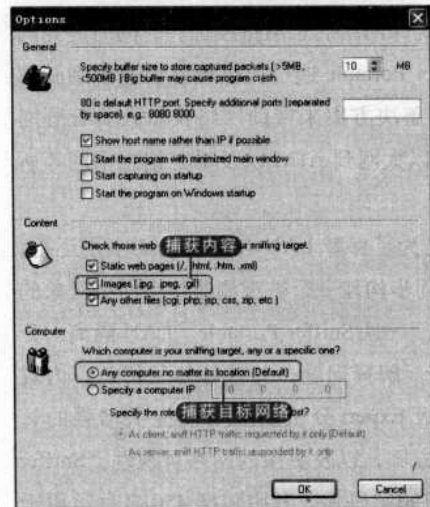 Options
General
Specify buffer size to store captured packets ( >5MB,
<500MB ) Big buffer may cause program crash
10 MB
80 is default HTTP port. Specify additional ports (separated
by space), e.g.: 8080 8000
Show host name rather than IP if possible
Start the program with minimized main window
Start capturing on startup
Start the program on Windows startup
Content
Check those web 捕获内容 ur sniffing target.
Static web pages (/, .html, .htm, .xml)
Images (.jpg, .jpeg, .gif)
Any other files (cgi, php, jsp, css, zip, etc )
Computer
Which computer is your sniffing target, any or a specific one?
Any computer no matter its location (Default)
Specify a computer IP 0 0 0 0
Specify the role 捕获目标网络 ost?
As client, sniff HTTP traffic requested by it only (Default)
As server, sniff HTTP traffic responded by it only
OK Cancel